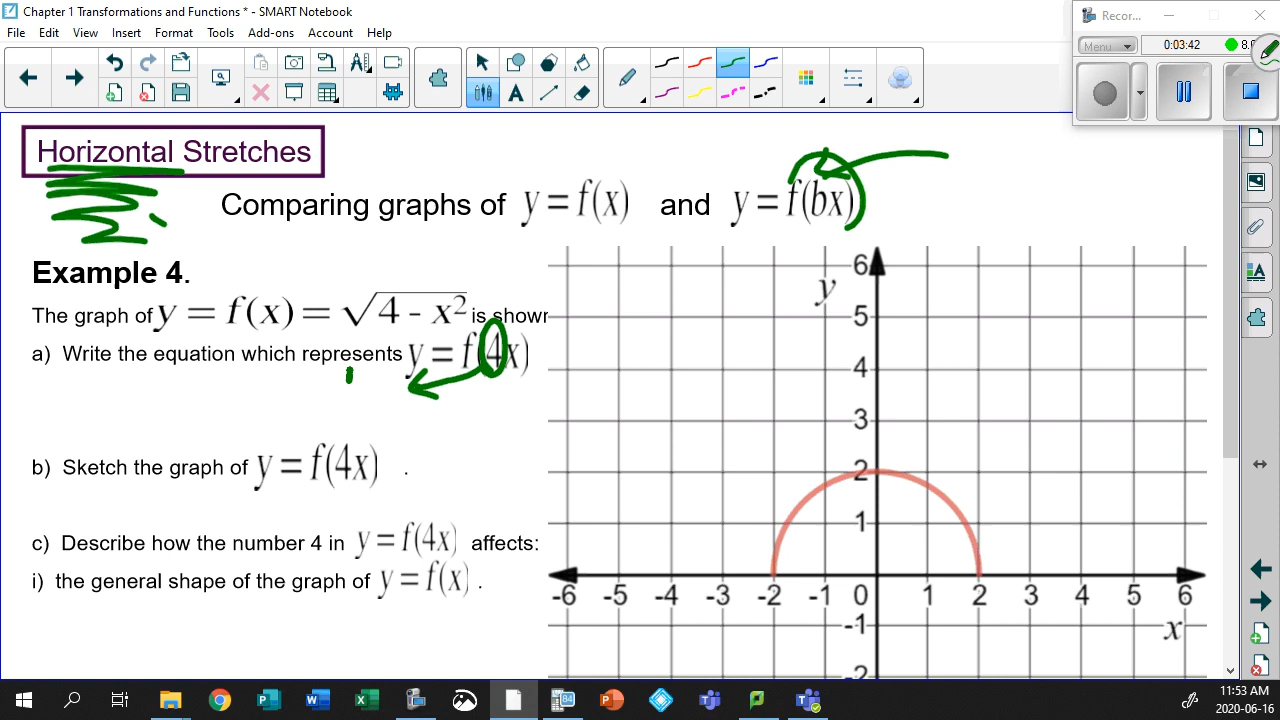 Chapter 1 Transformations and Functions * - SMART Notebook
Recor...
File Edit View Insert Format Tools Add-ons Account Help
Menu
0:03:42
8.
A
Horizontal Stretches
Comparing graphs of y = f(x) and y = f(bx)
Example 4.
The graph of y = f(x) = √4 - x² is shown
a) Write the equation which represents y = f(4x)
b) Sketch the graph of y = f(4x) .
c) Describe how the number 4 in y = f(4x) affects:
i) the general shape of the graph of y = f(x) .
y
6
5
4
3
2
1
-6 -5 -4 -3 -2 -1 0 1 2 3 4 5 6
-1
x
-2
11:53 AM
2020-06-16